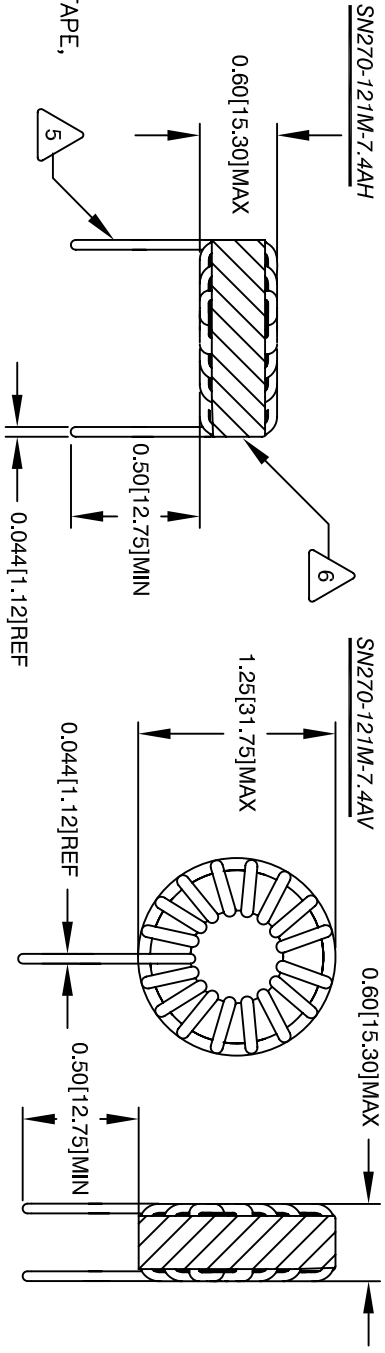 SN270-121M-7.4AH
0.60[15.30]MAX
5
TAPE,
6
0.50[12.75]MIN
0.044[1.12]REF
SN270-121M-7.4AV
1.25[31.75]MAX
0.60[15.30]MAX
0.044[1.12]REF
0.50[12.75]MIN